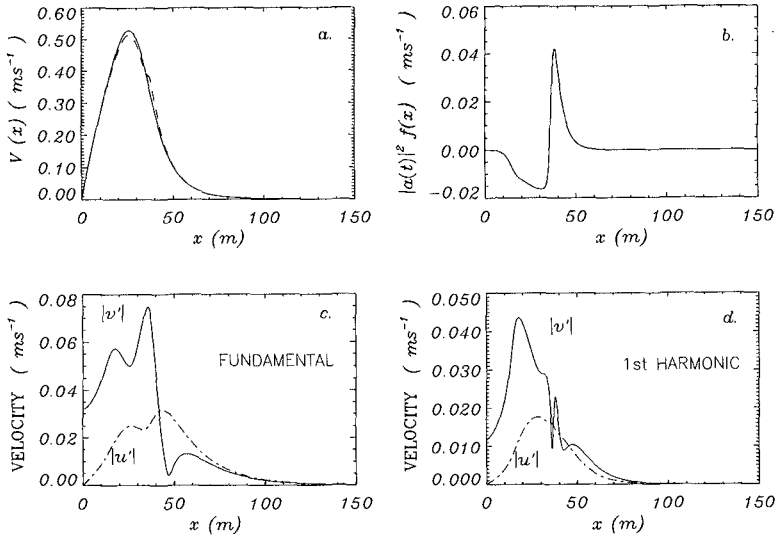 a.
V (x) ( ms⁻¹ )
0.60
0.50
0.40
0.30
0.20
0.10
0.00
0
50
100
150
x (m)
b.
|a(t)|² f(x) ( ms⁻¹ )
0.06
0.04
0.02
0.00
-0.02
0
50
100
150
x (m)
c.
VELOCITY ( ms⁻¹ )
0.08
0.06
0.04
0.02
0.00
|v'|
FUNDAMENTAL
|u'|
0
50
100
150
x (m)
d.
VELOCITY ( ms⁻¹ )
0.050
0.040
0.030
0.020
0.010
0.000
|v'|
1st HARMONIC
|u'|
0
50
100
150
x (m)